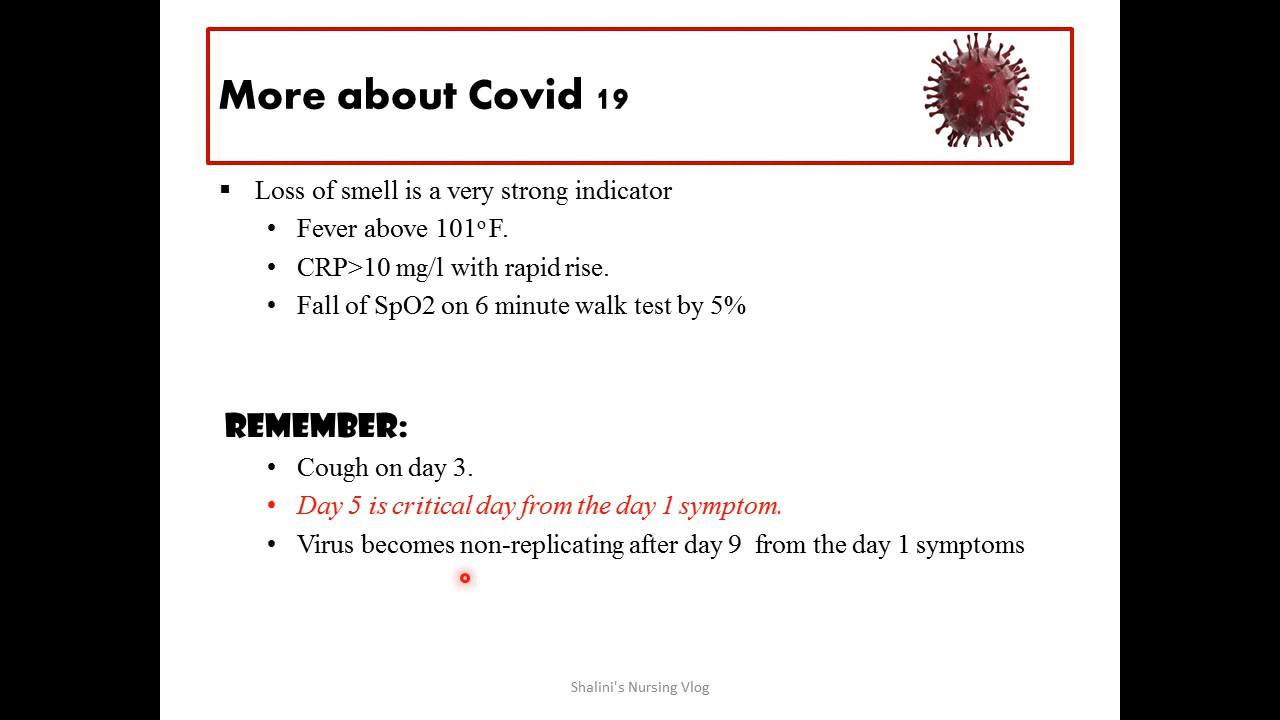 More about Covid 19
▪ Loss of smell is a very strong indicator
• Fever above 101ᵒF.
• CRP>10 mg/l with rapid rise.
• Fall of SpO2 on 6 minute walk test by 5%
REMEMBER:
• Cough on day 3.
• Day 5 is critical day from the day 1 symptom.
• Virus becomes non-replicating after day 9 from the day 1 symptoms
Shalini's Nursing Vlog